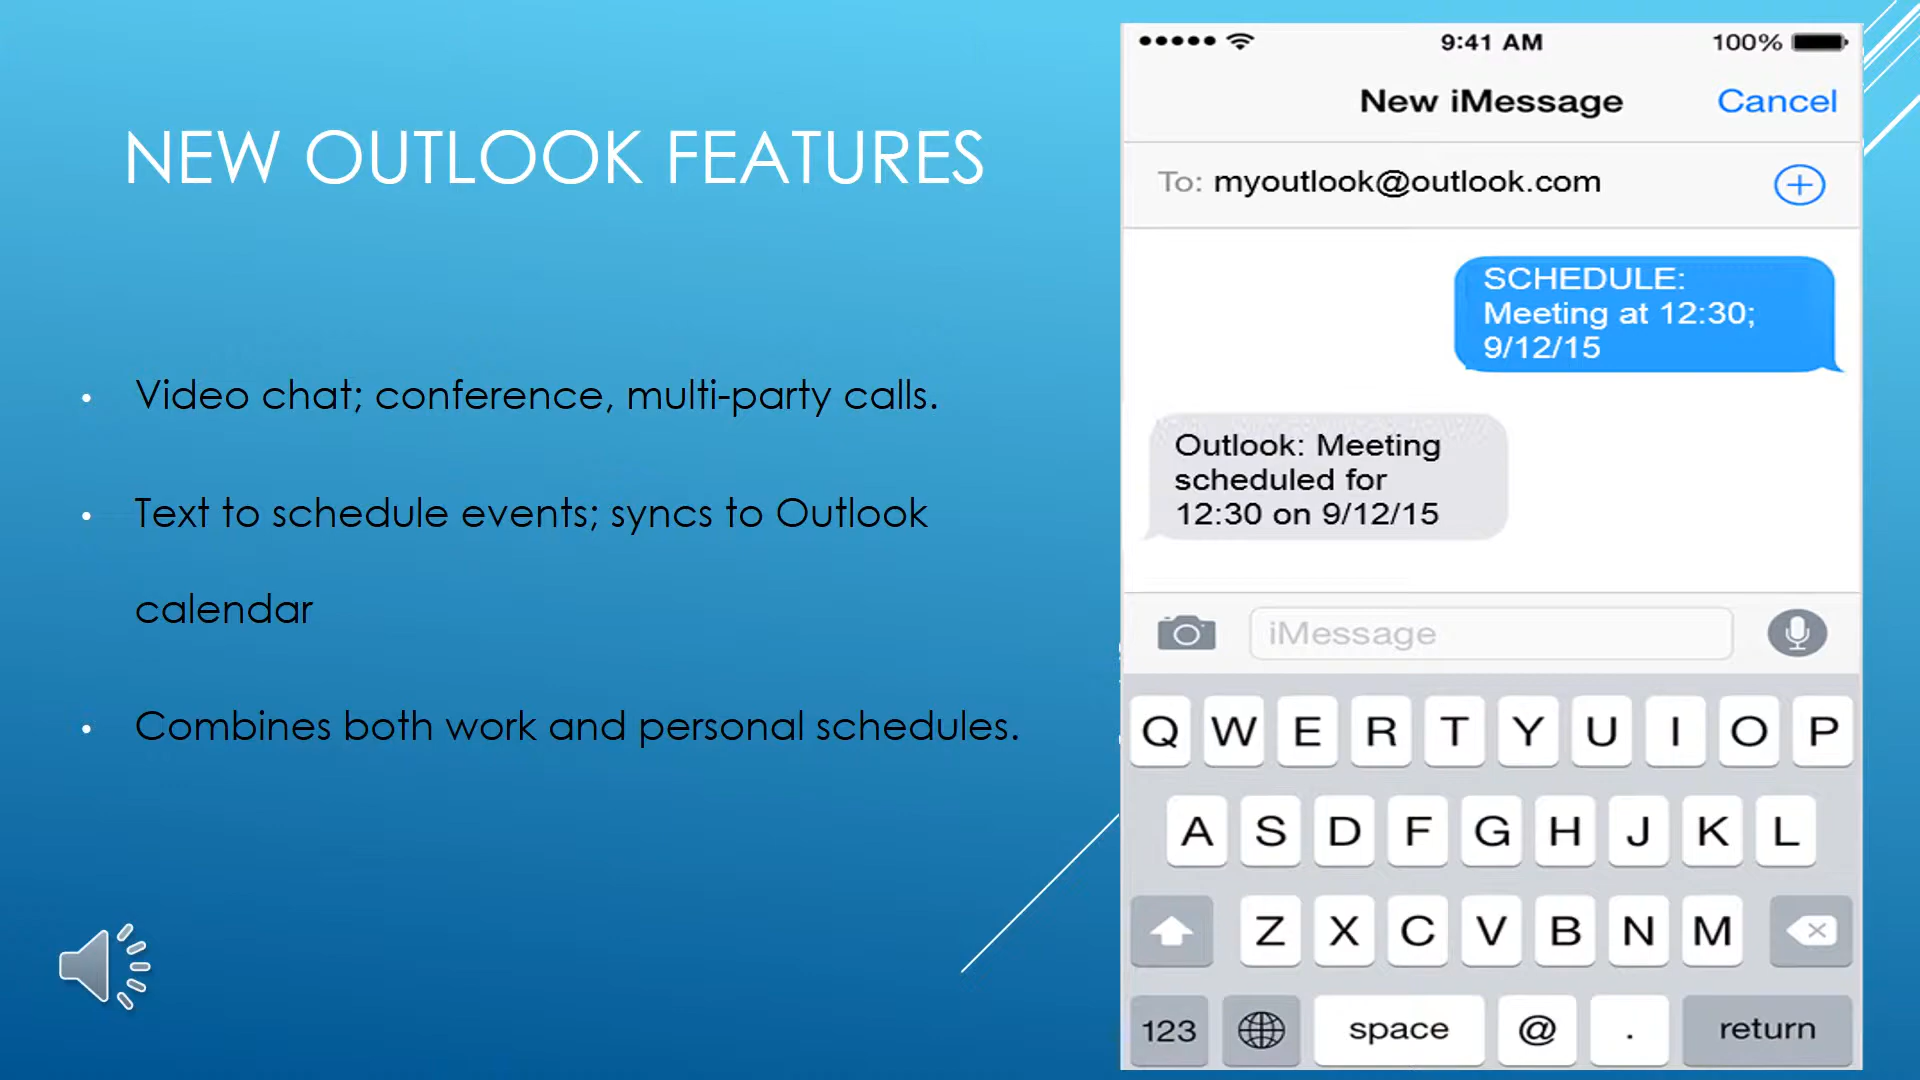 NEW OUTLOOK FEATURES
• Video chat; conference, multi-party calls.
• Text to schedule events; syncs to Outlook
calendar
• Combines both work and personal schedules.
9:41 AM
100%
New iMessage
Cancel
To: myoutlook@outlook.com
SCHEDULE:
Meeting at 12:30;
9/12/15
Outlook: Meeting
scheduled for
12:30 on 9/12/15
iMessage
Q W E R T Y U I O P
A S D F G H J K L
Z X C V B N M
123 space @ . return